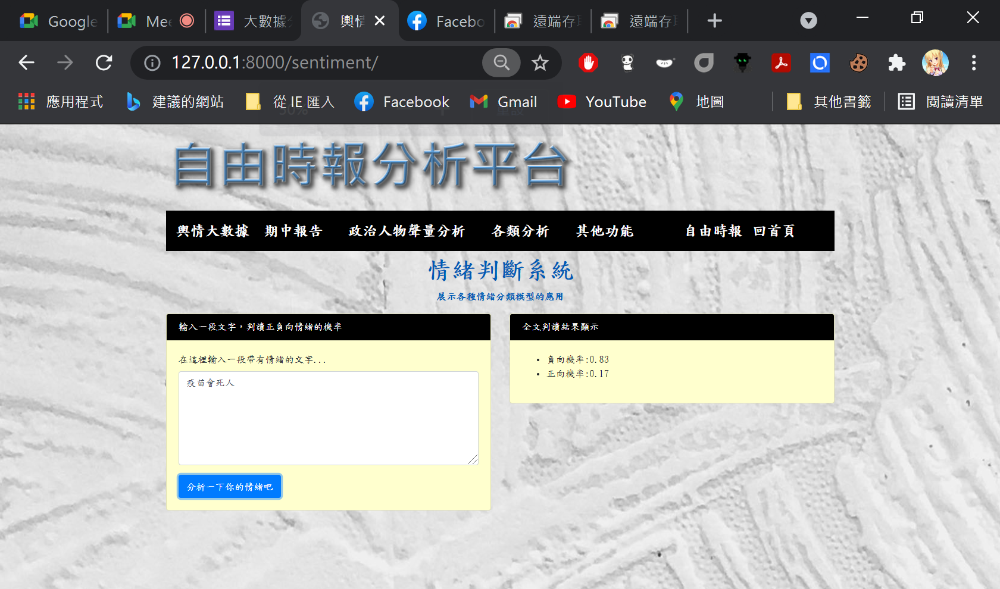 Google
Mee
大數據
輿情
Facebo
遠端存取
遠端存取
127.0.0.1:8000/sentiment/
應用程式
建議的網站
從 IE 匯入
Facebook
Gmail
YouTube
地圖
其他書籤
閱讀清單
50%
重設
自由時報分析平台
輿情大數據 期中報告 政治人物聲量分析 各類分析 其他功能 自由時報 回首頁
情緒判斷系統
展示各種情緒分類模型的應用
輸入一段文字，判讀正負向情緒的機率
在這裡輸入一段帶有情緒的文字...
疫苗會死人
分析一下你的情緒吧
全文判讀結果顯示
• 負向機率:0.83
• 正向機率:0.17